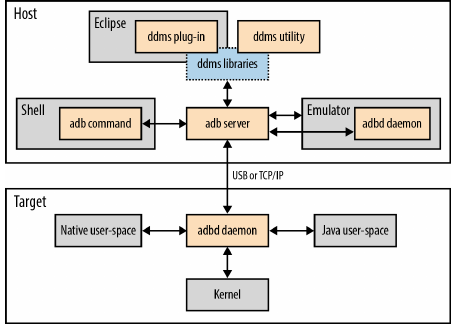 Host
Eclipse
ddms plug-in
ddms utility
ddms libraries
Shell
adb command
adb server
Emulator
adbd daemon
USB or TCP/IP
Target
Native user-space
adbd daemon
Java user-space
Kernel